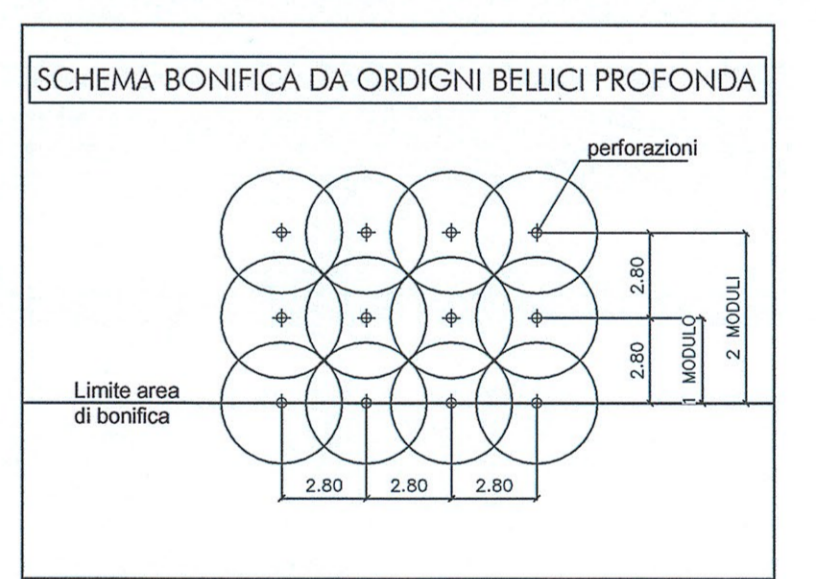 SCHEMA BONIFICA DA ORDIGNI BELLICI PROFONDA
perforazioni
2.80
2.80
1 MODULO
2 MODULI
Limite area
di bonifica
2.80
2.80
2.80